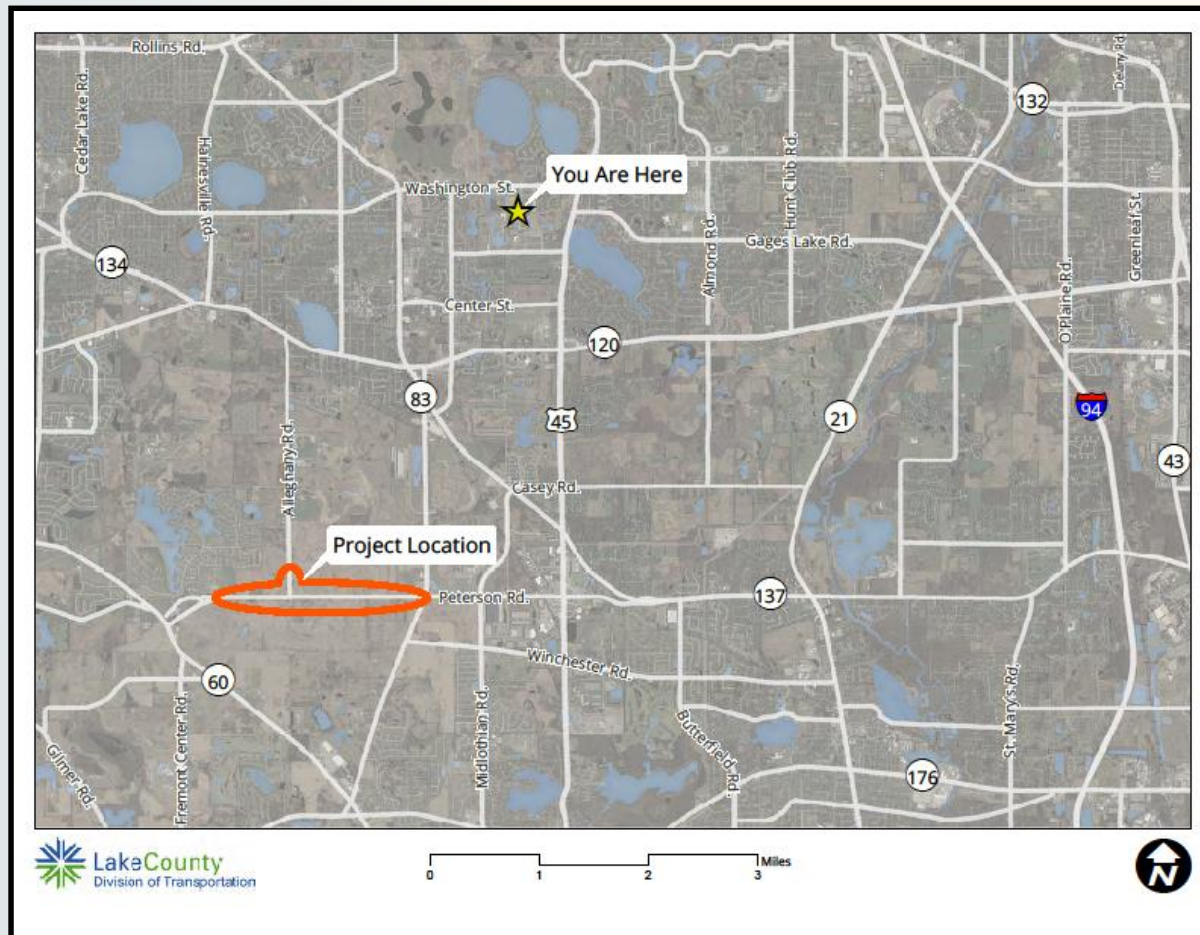 Rollins Rd.
Cedar Lake Rd.
Hainesville Rd.
Delany Rd.
132
You Are Here
Washington St.
Hunt Club Rd.
Almond Rd.
Gages Lake Rd.
Greenleaf St.
O'Plaine Rd.
134
Center St.
120
83
45
21
94
43
Alleghany Rd.
Casey Rd.
Project Location
Peterson Rd.
137
Winchester Rd.
60
Fremont Center Rd.
Gilmer Rd.
Midlothian Rd.
Butterfield Rd.
St. Mary's Rd.
176
LakeCounty
Division of Transportation
0 1 2 3 Miles
N